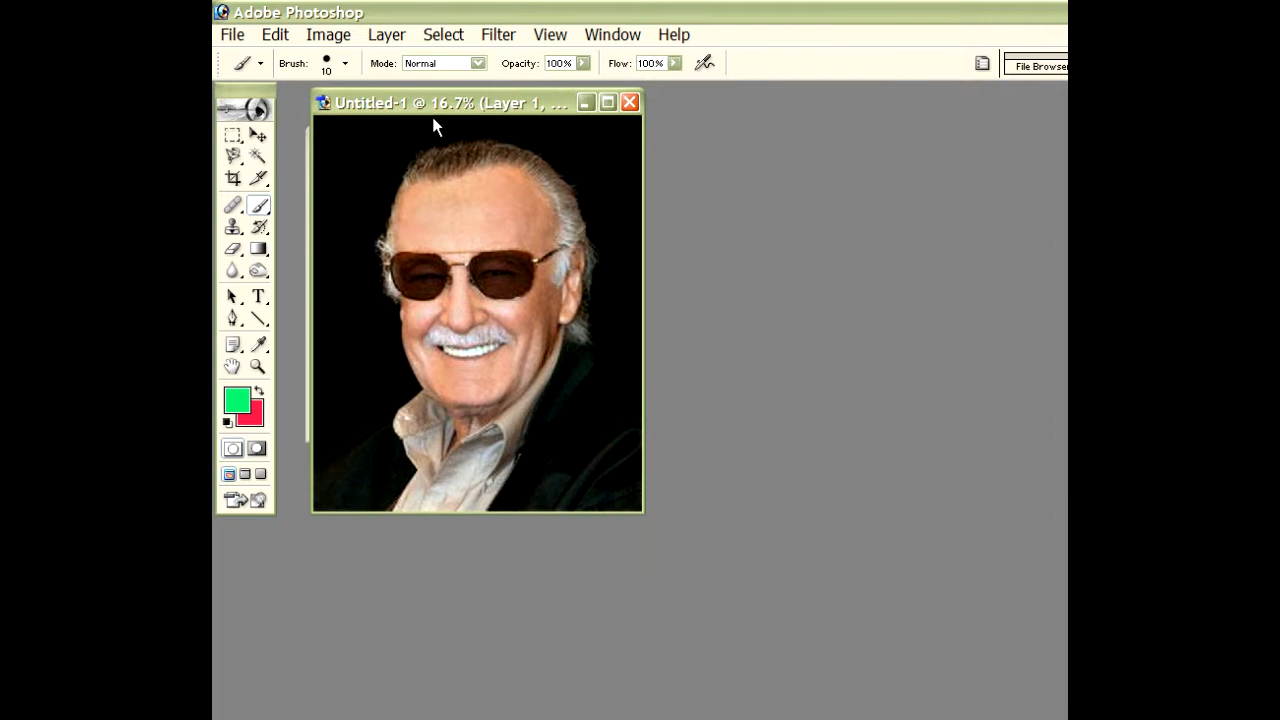 Adobe Photoshop
File Edit Image Layer Select Filter View Window Help
Brush: 10 Mode: Normal Opacity: 100% Flow: 100% File Browser
Untitled-1 @ 16.7% (Layer 1, ...
T